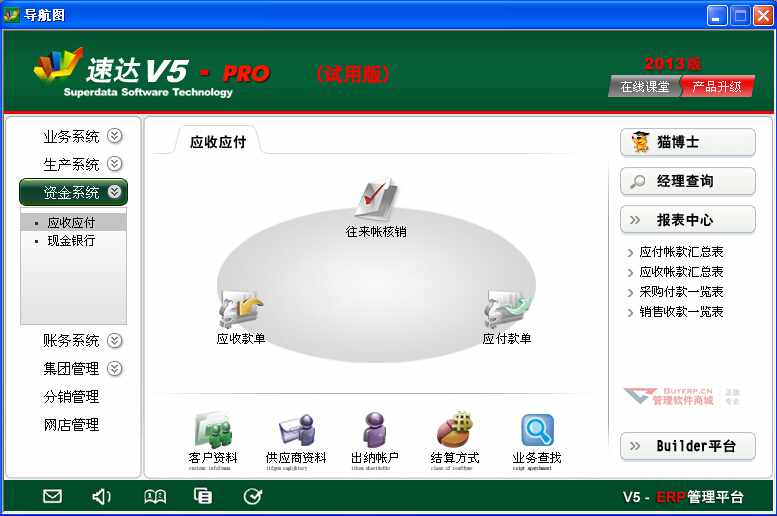 导航图
速达V5 - PRO
(试用版)
Superdata Software Technology
2013版
在线课堂
产品升级
业务系统
生产系统
资金系统
应收应付
现金银行
账务系统
集团管理
分销管理
网店管理
应收应付
往来帐核销
应收款单
应付款单
客户资料
供应商资料
出纳帐户
结算方式
业务查找
猫博士
经理查询
报表中心
应付帐款汇总表
应收帐款汇总表
采购付款一览表
销售收款一览表
BUYERP.CN
管理软件商城
正版
专业
Builder平台
V5 - ERP管理平台